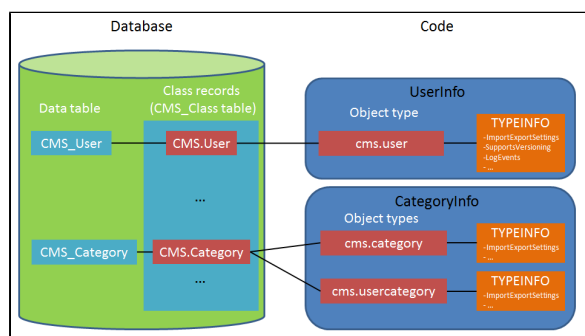 Database
Code
Data table
Class records
(CMS_Class table)
CMS_User
CMS.User
...
CMS_Category
CMS.Category
...
UserInfo
Object type
cms.user
TYPEINFO
-ImportExportSettings
-SupportsVersioning
-LogEvents
- ...
CategoryInfo
Object types
cms.category
TYPEINFO
-ImportExportSettings
- ...
cms.usercategory
TYPEINFO
-ImportExportSettings
- ...